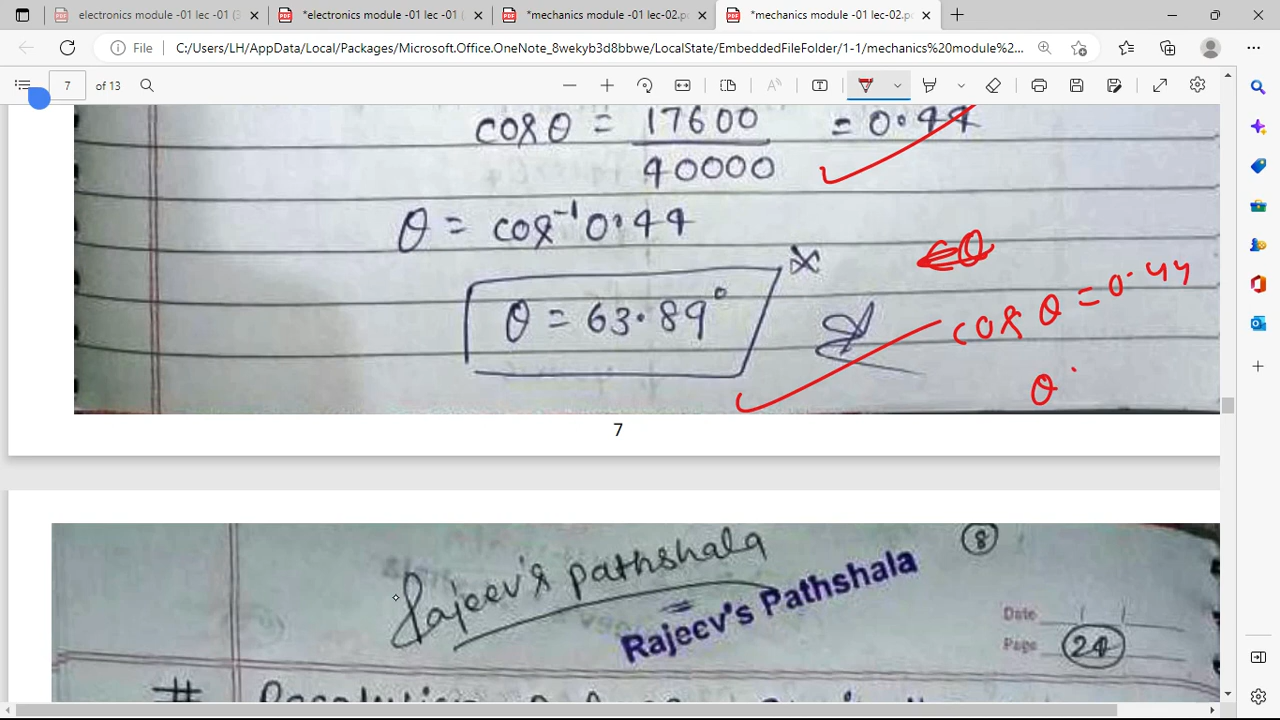 electronics module -01 lec -01 (
*electronics module -01 lec -01 (
*mechanics module -01 lec-02.p
*mechanics module -01 lec-02.p
File C:/Users/LH/AppData/Local/Packages/Microsoft.Office.OneNote_8wekyb3d8bbwe/LocalState/EmbeddedFileFolder/1-1/mechanics%20module%2...
7 of 13
cosθ = 17600 = 0.44
40000
θ = cos⁻¹0.44
θ = 63.89°
cosθ = 0.44
θ
7
Rajeev's pathshala
8
Rajeev's Pathshala
Date
Page 24
#